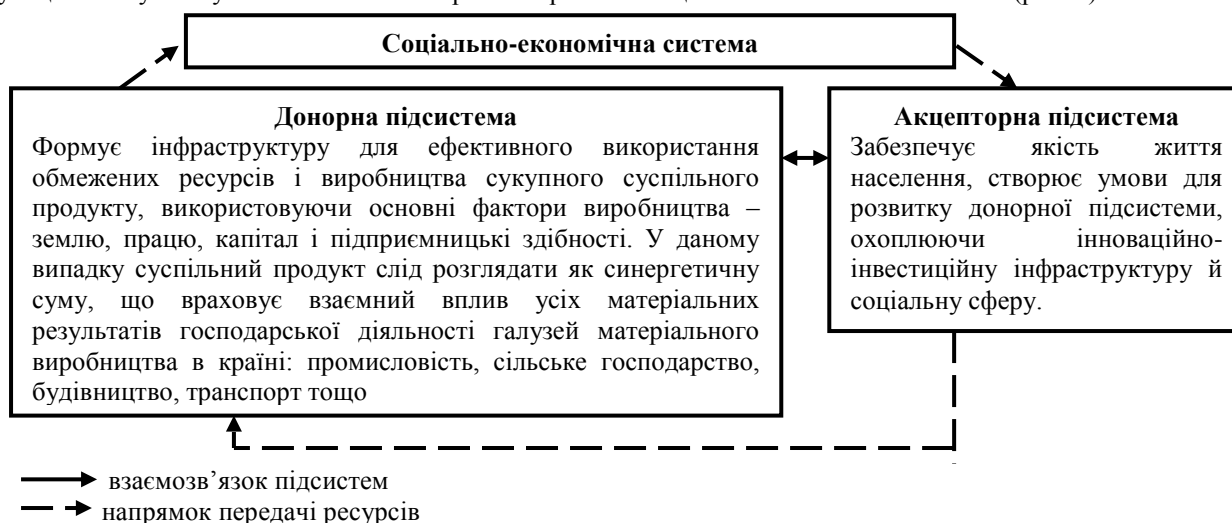 Соціально-економічна система
Донорна підсистема
Формує інфраструктуру для ефективного використання
обмежених ресурсів і виробництва сукупного суспільного
продукту, використовуючи основні фактори виробництва –
землю, працю, капітал і підприємницькі здібності. У даному
випадку суспільний продукт слід розглядати як синергетичну
суму, що враховує взаємний вплив усіх матеріальних
результатів господарської діяльності галузей матеріального
виробництва в країні: промисловість, сільське господарство,
будівництво, транспорт тощо
Акцепторна підсистема
Забезпечує якість життя
населення, створює умови для
розвитку донорної підсистеми,
охоплюючи інноваційно-
інвестиційну інфраструктуру й
соціальну сферу.
взаємозв’язок підсистем
напрямок передачі ресурсів